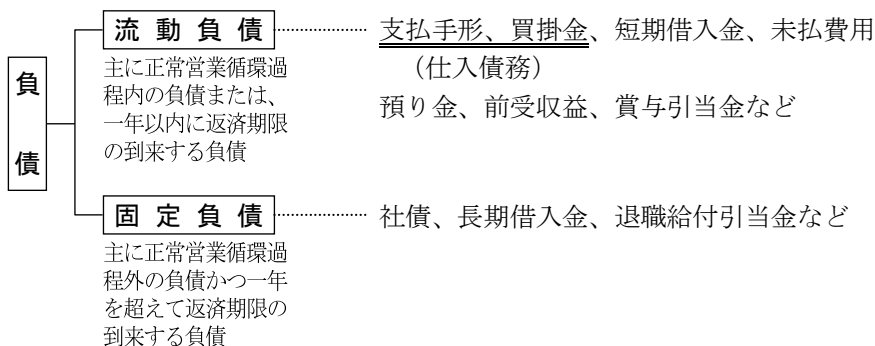 負債
流動負債
支払手形、買掛金、短期借入金、未払費用
（仕入債務）
預り金、前受収益、賞与引当金など
主に正常営業循環過
程内の負債または、
一年以内に返済期限
の到来する負債
固定負債
社債、長期借入金、退職給付引当金など
主に正常営業循環過
程外の負債かつ一年
を超えて返済期限の
到来する負債